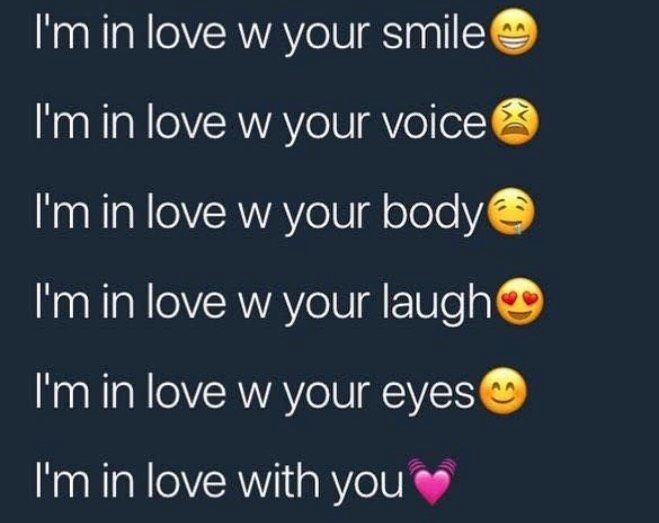 I'm in love w your smile😁
I'm in love w your voice😫
I'm in love w your body🤤
I'm in love w your laugh😍
I'm in love w your eyes😊
I'm in love with you💓